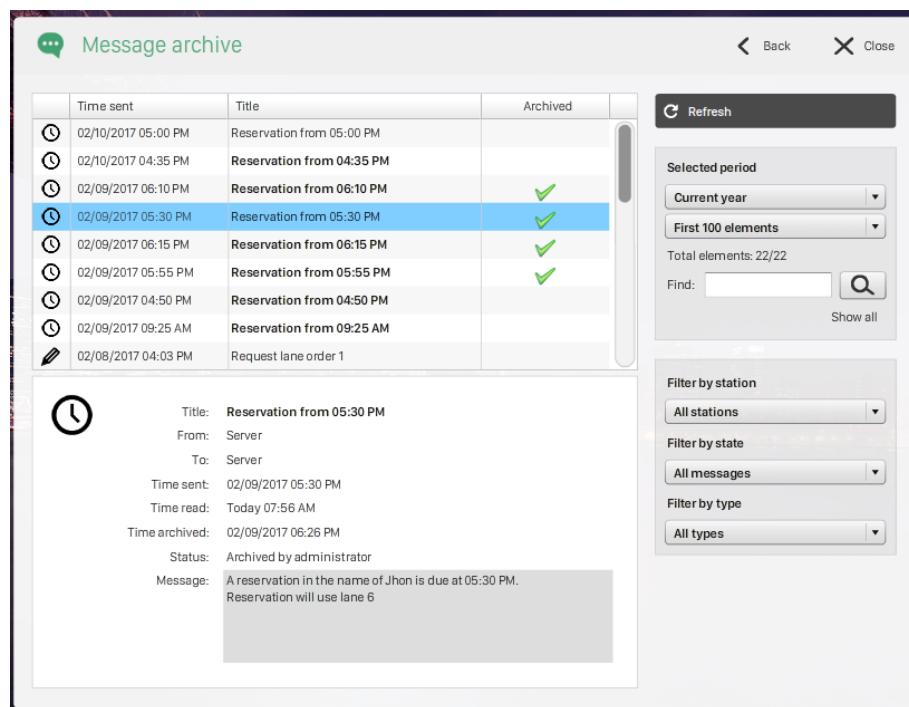 Message archive
Back
Close
Time sent Title Archived
02/10/2017 05:00 PM Reservation from 05:00 PM
02/10/2017 04:35 PM Reservation from 04:35 PM
02/09/2017 06:10 PM Reservation from 06:10 PM
02/09/2017 05:30 PM Reservation from 05:30 PM
02/09/2017 06:15 PM Reservation from 06:15 PM
02/09/2017 05:55 PM Reservation from 05:55 PM
02/09/2017 04:50 PM Reservation from 04:50 PM
02/09/2017 09:25 AM Reservation from 09:25 AM
02/08/2017 04:03 PM Request lane order 1
Title: Reservation from 05:30 PM
From: Server
To: Server
Time sent: 02/09/2017 05:30 PM
Time read: Today 07:56 AM
Time archived: 02/09/2017 06:26 PM
Status: Archived by administrator
Message: A reservation in the name of Jhon is due at 05:30 PM.
Reservation will use lane 6
Refresh
Selected period
Current year
First 100 elements
Total elements: 22/22
Find:
Show all
Filter by station
All stations
Filter by state
All messages
Filter by type
All types